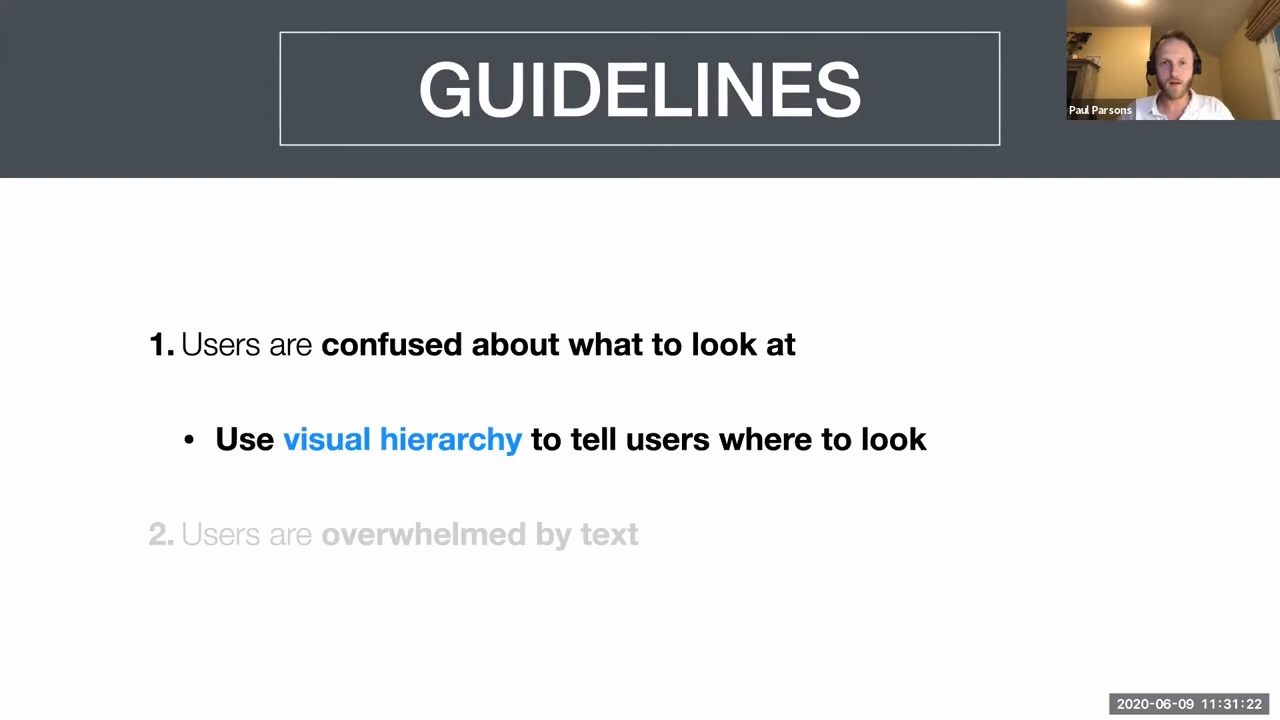 GUIDELINES
Paul Parsons
1. Users are confused about what to look at
• Use visual hierarchy to tell users where to look
2. Users are overwhelmed by text
2020-06-09 11:31:22